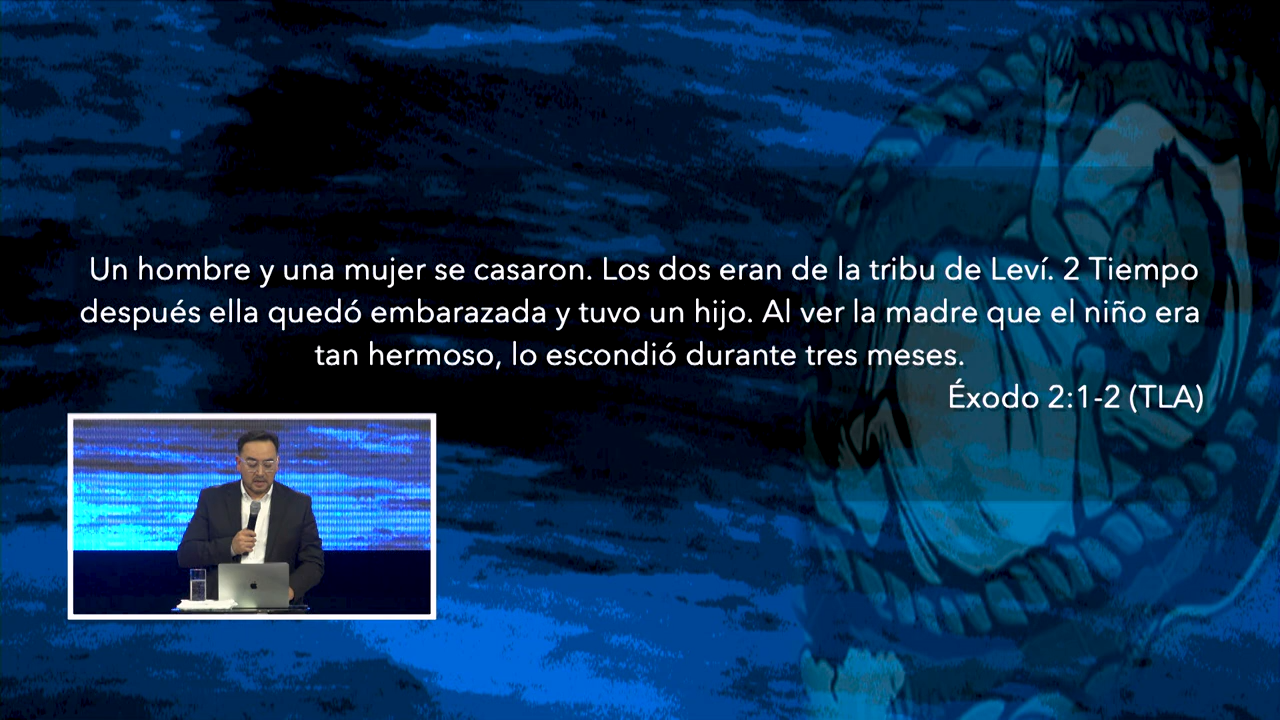 Un hombre y una mujer se casaron. Los dos eran de la tribu de Leví. 2 Tiempo
después ella quedó embarazada y tuvo un hijo. Al ver la madre que el niño era
tan hermoso, lo escondió durante tres meses.
Éxodo 2:1-2 (TLA)